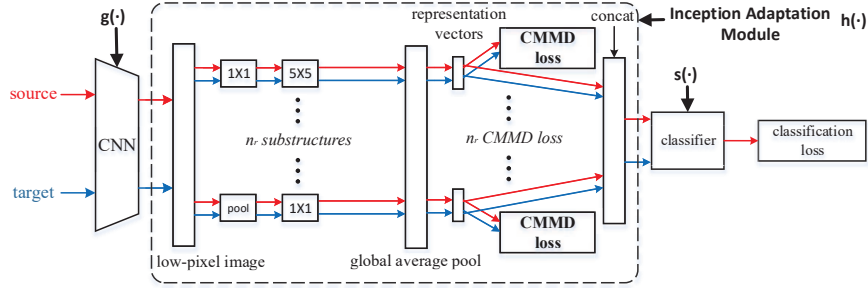 g(·)
representation
vectors
concat
Inception Adaptation
Module
h(·)
CMMD
loss
1X1
5X5
s(·)
source
CNN
nr substructures
nr CMMD loss
classifier
classification
loss
target
pool
1X1
CMMD
loss
low-pixel image
global average pool